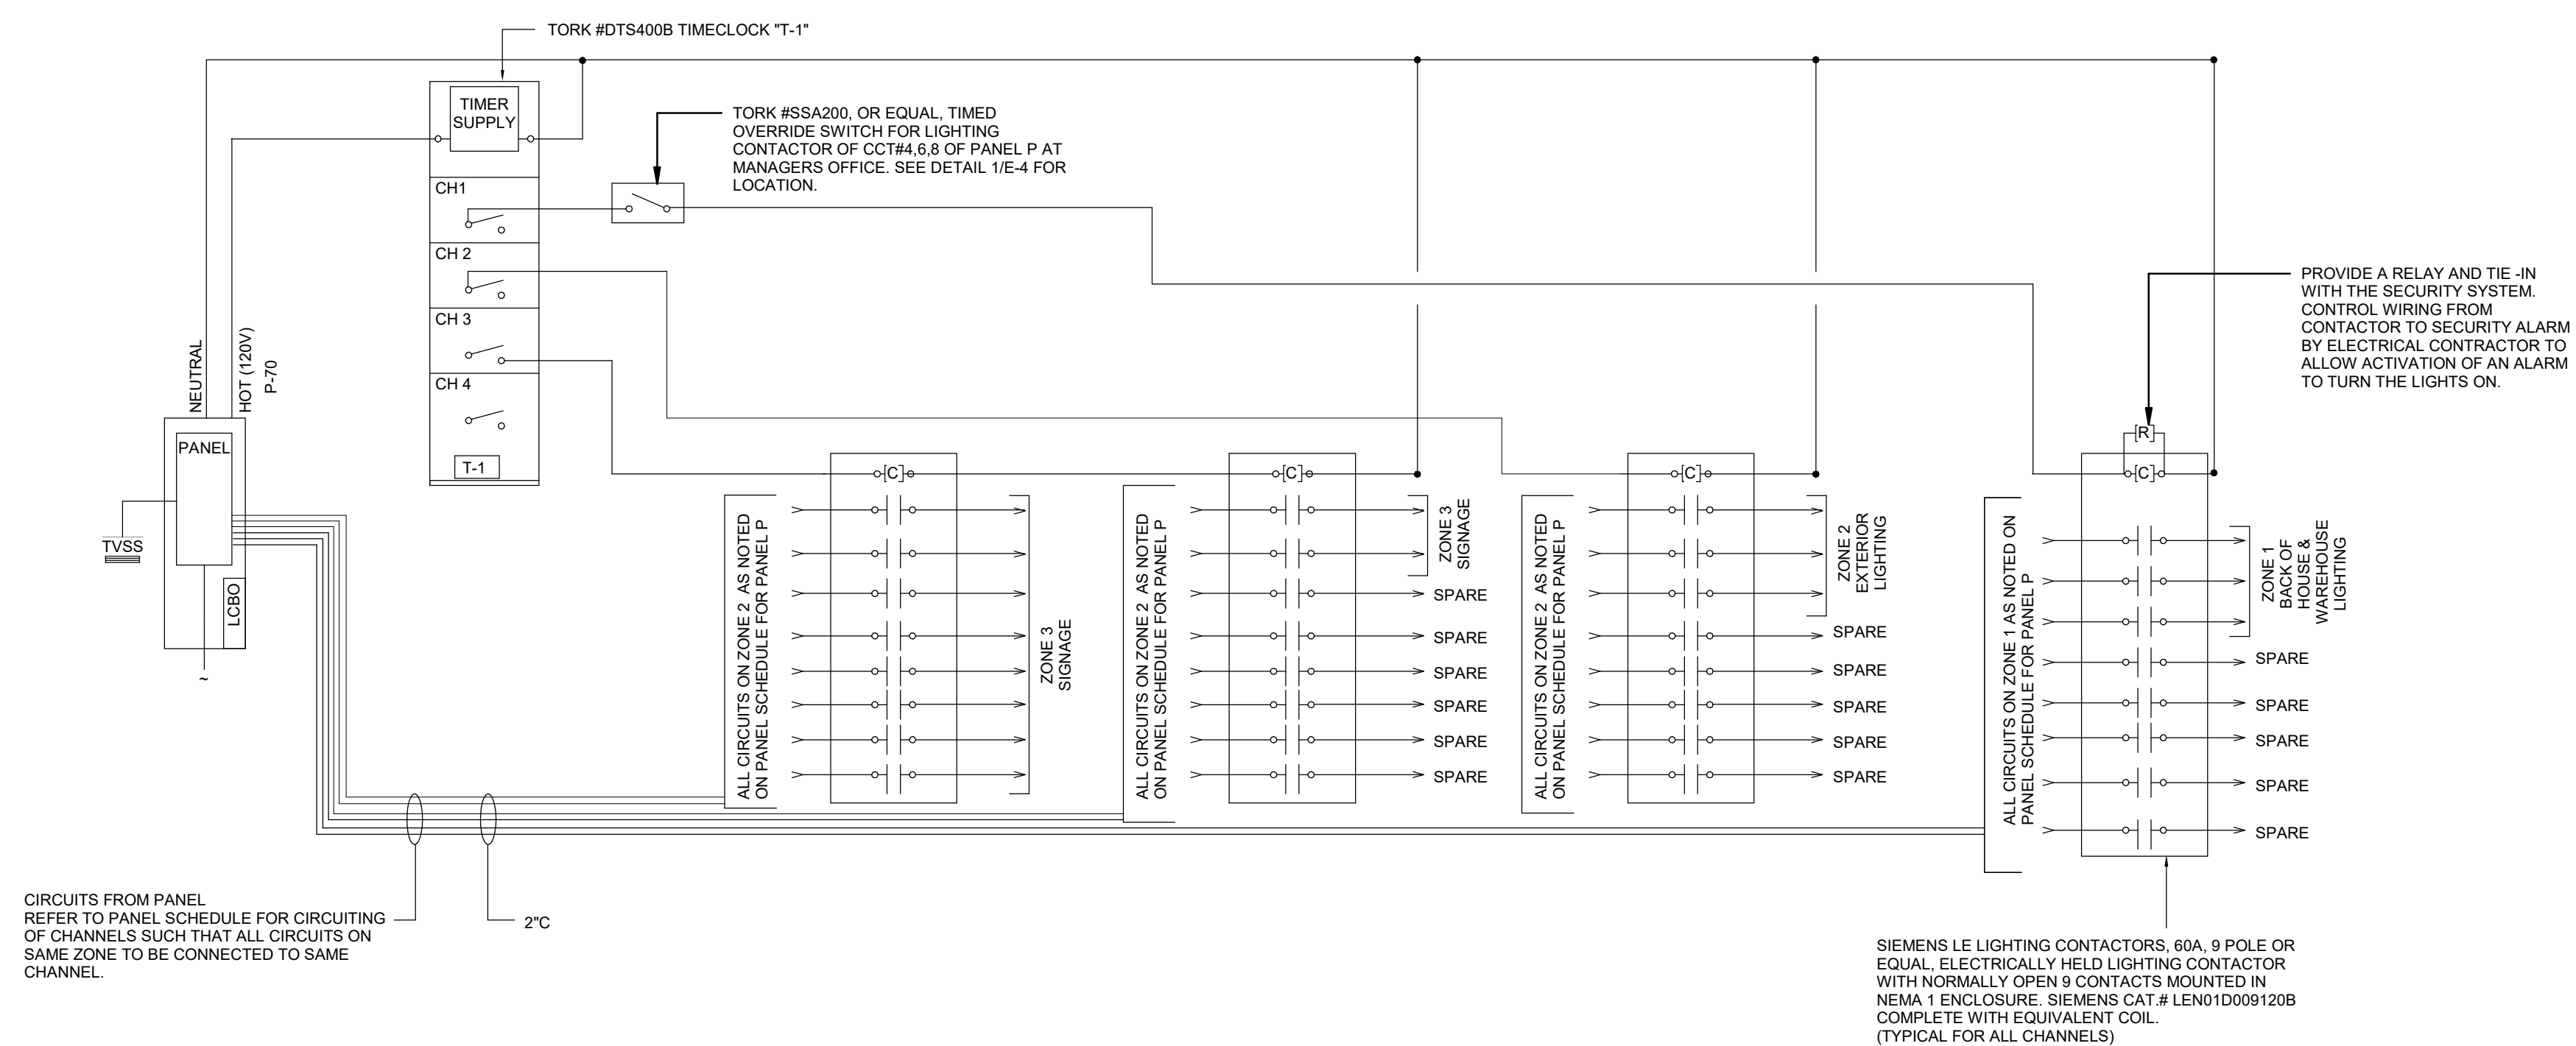 TORK #DTS400B TIMECLOCK "T-1"
TIMER
SUPPLY
TORK #SSA200, OR EQUAL, TIMED
OVERRIDE SWITCH FOR LIGHTING
CONTACTOR OF CCT#4,6,8 OF PANEL P AT
MANAGERS OFFICE. SEE DETAIL 1/E-4 FOR
LOCATION.
CH1
CH 2
CH 3
CH 4
T-1
PROVIDE A RELAY AND TIE -IN
WITH THE SECURITY SYSTEM.
CONTROL WIRING FROM
CONTACTOR TO SECURITY ALARM
BY ELECTRICAL CONTRACTOR TO
ALLOW ACTIVATION OF AN ALARM
TO TURN THE LIGHTS ON.
NEUTRAL
HOT (120V)
P-70
PANEL
TVSS
LCBO
~
[C]
[C]
[C]
[R]
[C]
ALL CIRCUITS ON ZONE 2 AS NOTED
ON PANEL SCHEDULE FOR PANEL P
ZONE 3
SIGNAGE
ALL CIRCUITS ON ZONE 2 AS NOTED
ON PANEL SCHEDULE FOR PANEL P
ZONE 3
SIGNAGE
SPARE
SPARE
SPARE
SPARE
SPARE
SPARE
ALL CIRCUITS ON ZONE 2 AS NOTED
ON PANEL SCHEDULE FOR PANEL P
ZONE 2
EXTERIOR
LIGHTING
SPARE
SPARE
SPARE
SPARE
SPARE
ALL CIRCUITS ON ZONE 1 AS NOTED ON
PANEL SCHEDULE FOR PANEL P
ZONE 1
BACK OF
HOUSE &
WAREHOUSE
LIGHTING
SPARE
SPARE
SPARE
SPARE
SPARE
CIRCUITS FROM PANEL
REFER TO PANEL SCHEDULE FOR CIRCUITING
OF CHANNELS SUCH THAT ALL CIRCUITS ON
SAME ZONE TO BE CONNECTED TO SAME
CHANNEL.
2"C
SIEMENS LE LIGHTING CONTACTORS, 60A, 9 POLE OR
EQUAL, ELECTRICALLY HELD LIGHTING CONTACTOR
WITH NORMALLY OPEN 9 CONTACTS MOUNTED IN
NEMA 1 ENCLOSURE. SIEMENS CAT.# LEN01D009120B
COMPLETE WITH EQUIVALENT COIL.
(TYPICAL FOR ALL CHANNELS)